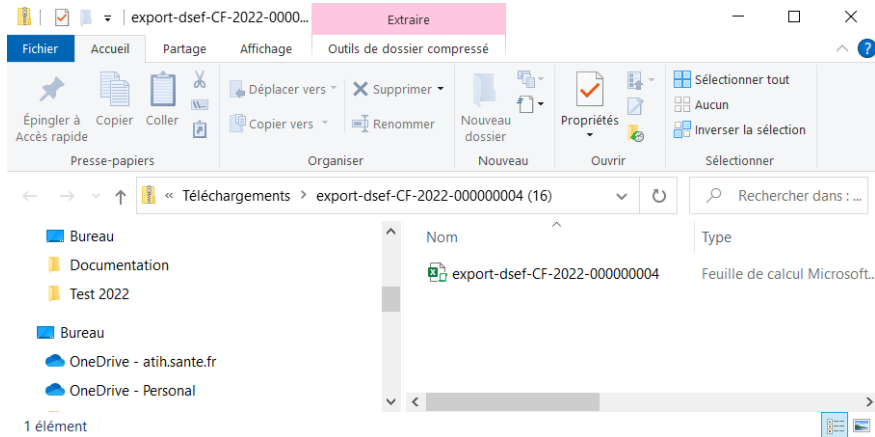 export-dsef-CF-2022-0000...
Extraire
Fichier
Accueil
Partage
Affichage
Outils de dossier compressé
Épingler à
Accès rapide
Copier
Coller
Presse-papiers
Déplacer vers
Copier vers
Supprimer
Renommer
Organiser
Nouveau
dossier
Nouveau
Propriétés
Ouvrir
Sélectionner tout
Aucun
Inverser la sélection
Sélectionner
« Téléchargements > export-dsef-CF-2022-000000004 (16)
Rechercher dans : ...
Bureau
Documentation
Test 2022
Bureau
OneDrive - atih.sante.fr
OneDrive - Personal
Nom
Type
export-dsef-CF-2022-000000004
Feuille de calcul Microsoft...
1 élément